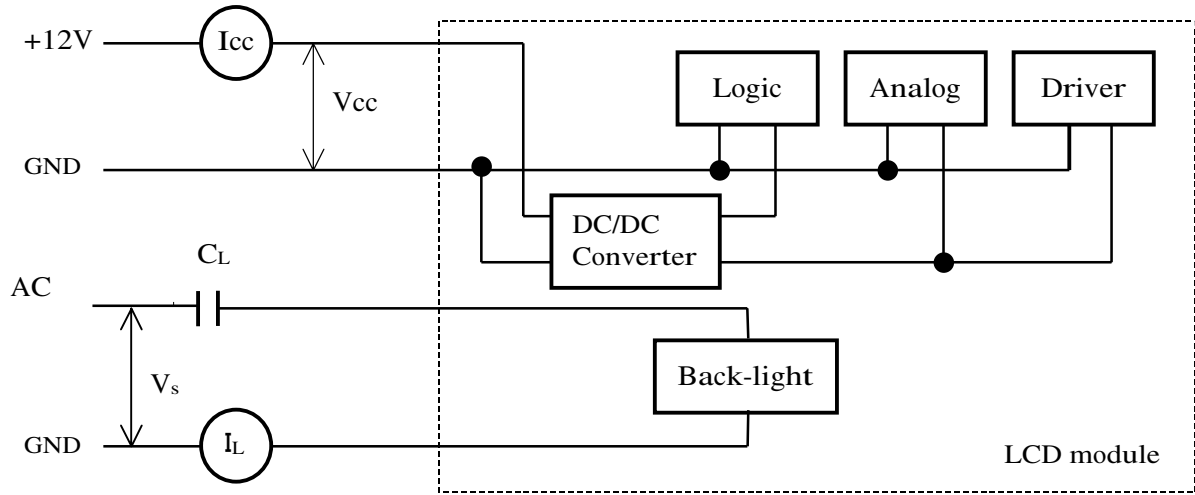 +12V
Icc
Vcc
Logic
Analog
Driver
GND
DC/DC
Converter
CL
AC
Vs
Back-light
GND
IL
LCD module